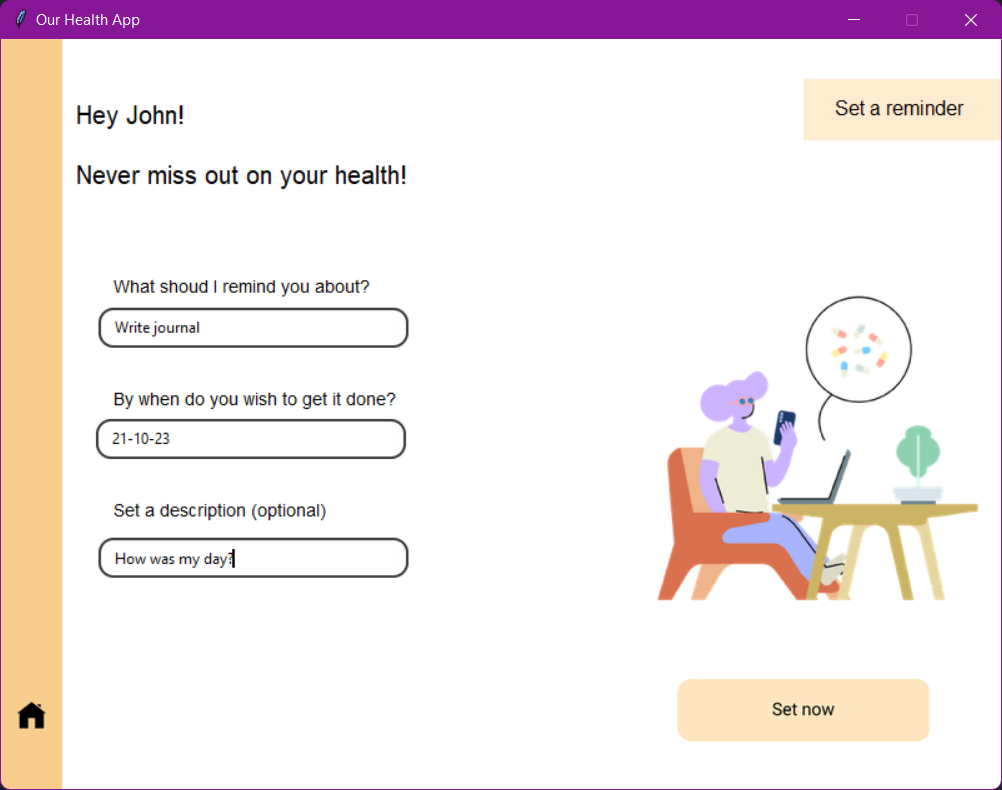 Our Health App
Hey John!
Set a reminder
Never miss out on your health!
What shoud I remind you about?
Write journal
By when do you wish to get it done?
21-10-23
Set a description (optional)
How was my day?
Set now